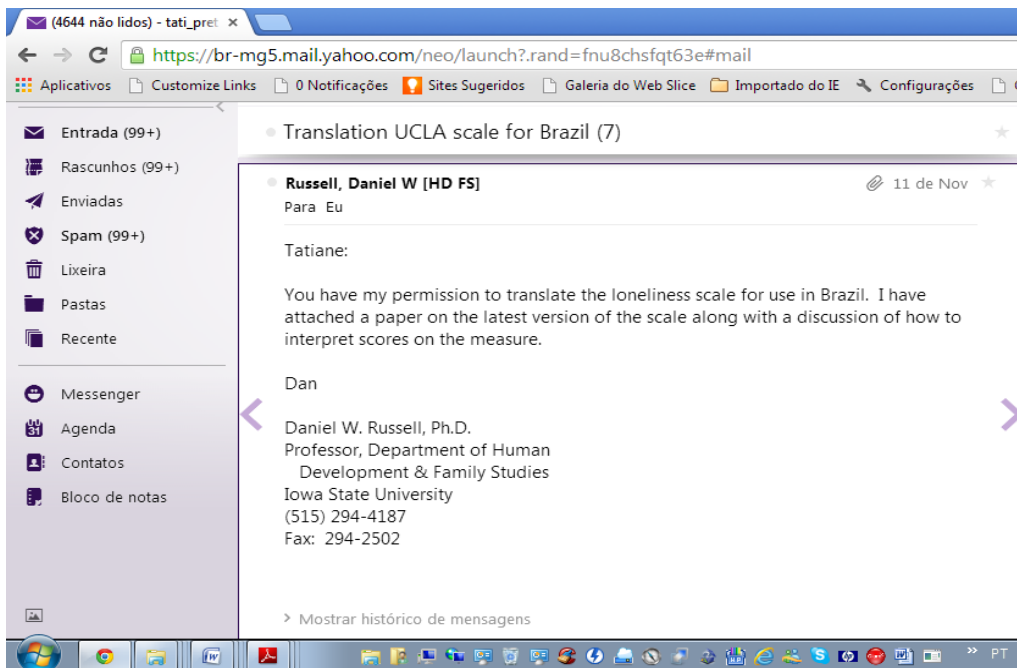 (4644 não lidos) - tati_pret ×
https://br-mg5.mail.yahoo.com/neo/launch?.rand=fnu8chsfqt63e#mail
Aplicativos Customize Links 0 Notificações Sites Sugeridos Galeria do Web Slice Importado do IE Configurações
Entrada (99+)
Rascunhos (99+)
Enviadas
Spam (99+)
Lixeira
Pastas
Recente
Messenger
31 Agenda
Contatos
Bloco de notas
Translation UCLA scale for Brazil (7)
Russell, Daniel W [HD FS] 11 de Nov
Para Eu
Tatiane:
You have my permission to translate the loneliness scale for use in Brazil. I have
attached a paper on the latest version of the scale along with a discussion of how to
interpret scores on the measure.
Dan
Daniel W. Russell, Ph.D.
Professor, Department of Human
Development & Family Studies
Iowa State University
(515) 294-4187
Fax: 294-2502
> Mostrar histórico de mensagens
» PT